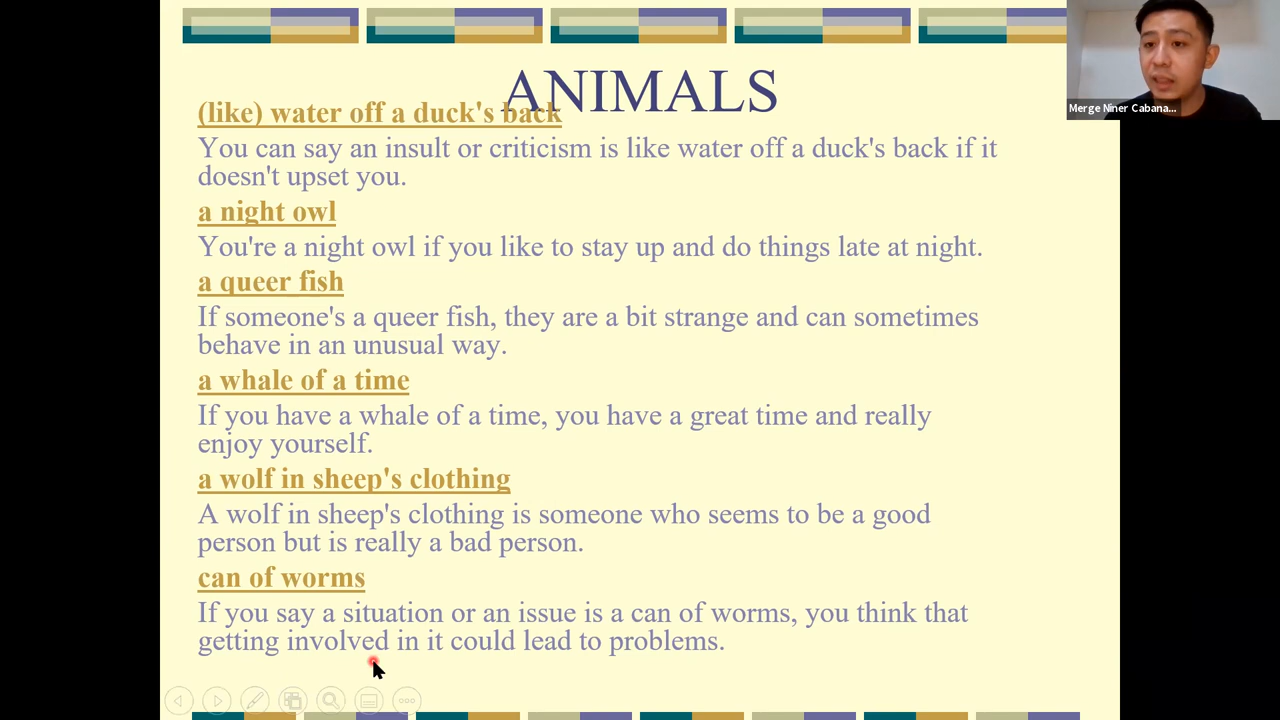 ANIMALS
(like) water off a duck's back
You can say an insult or criticism is like water off a duck's back if it
doesn't upset you.
a night owl
You're a night owl if you like to stay up and do things late at night.
a queer fish
If someone's a queer fish, they are a bit strange and can sometimes
behave in an unusual way.
a whale of a time
If you have a whale of a time, you have a great time and really
enjoy yourself.
a wolf in sheep's clothing
A wolf in sheep's clothing is someone who seems to be a good
person but is really a bad person.
can of worms
If you say a situation or an issue is a can of worms, you think that
getting involved in it could lead to problems.
Merge Niner Cabana...